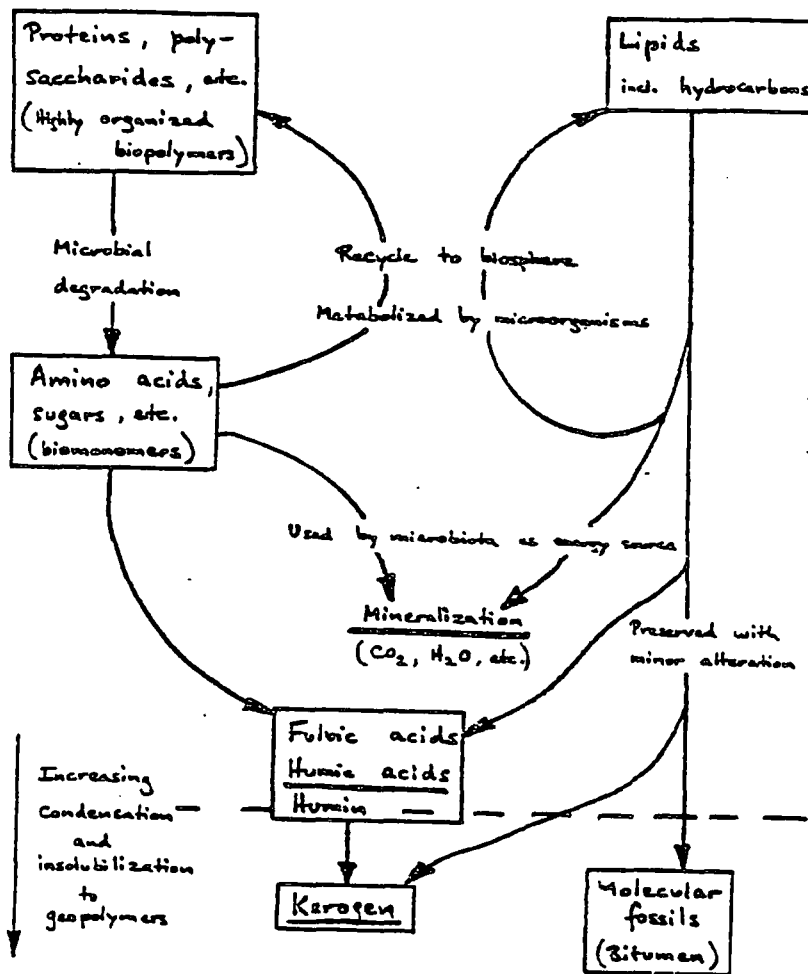 Proteins, poly-
saccharides, etc.
(Highly organized
biopolymers)
Lipids
incl. hydrocarbons
Microbial
degradation
Recycle to biosphere
Metabolized by microorganisms
Amino acids,
sugars, etc.
(biomonomers)
Used by microbiota as energy source
Mineralization
(CO₂, H₂O, etc.)
Preserved with
minor alteration
Fulvic acids
Humic acids
Humin
Increasing
condensation
and
insolubilization
to
geopolymers
Kerogen
Molecular
fossils
(Bitumen)